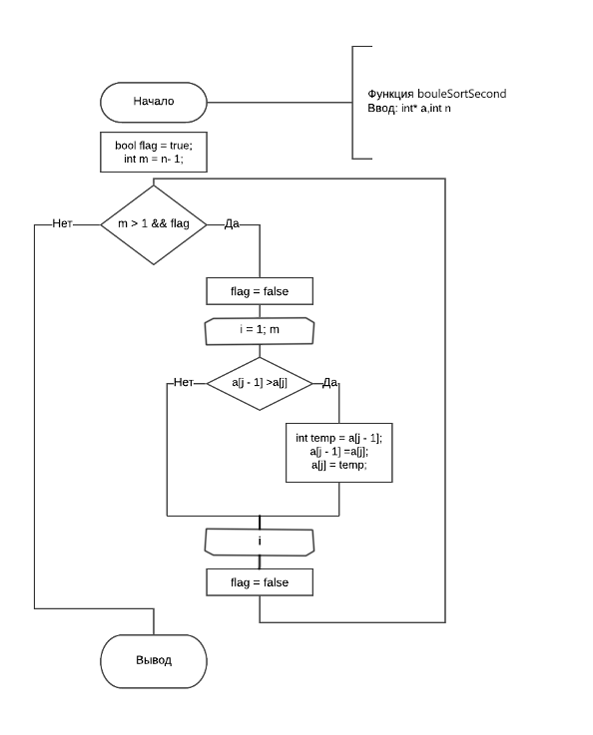 Начало
Функция bouleSortSecond
Ввод: int* a,int n
bool flag = true;
int m = n- 1;
Нет
m > 1 && flag
Да
flag = false
i = 1; m
Нет
a[j - 1] >a[j]
Да
int temp = a[j - 1];
a[j - 1] =a[j];
a[j] = temp;
i
flag = false
Вывод